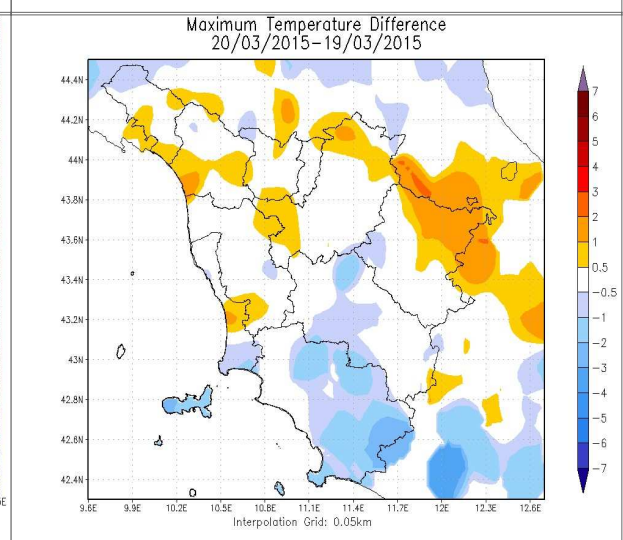 Maximum Temperature Difference
20/03/2015-19/03/2015
44.4N
44.2N
44N
43.8N
43.6N
43.4N
43.2N
43N
42.8N
42.6N
42.4N
9.6E 9.9E 10.2E 10.5E 10.8E 11.1E 11.4E 11.7E 12E 12.3E 12.6E
Interpolation Grid: 0.05km
7
6
5
4
3
2
1
0.5
-0.5
-1
-2
-3
-4
-5
-6
-7